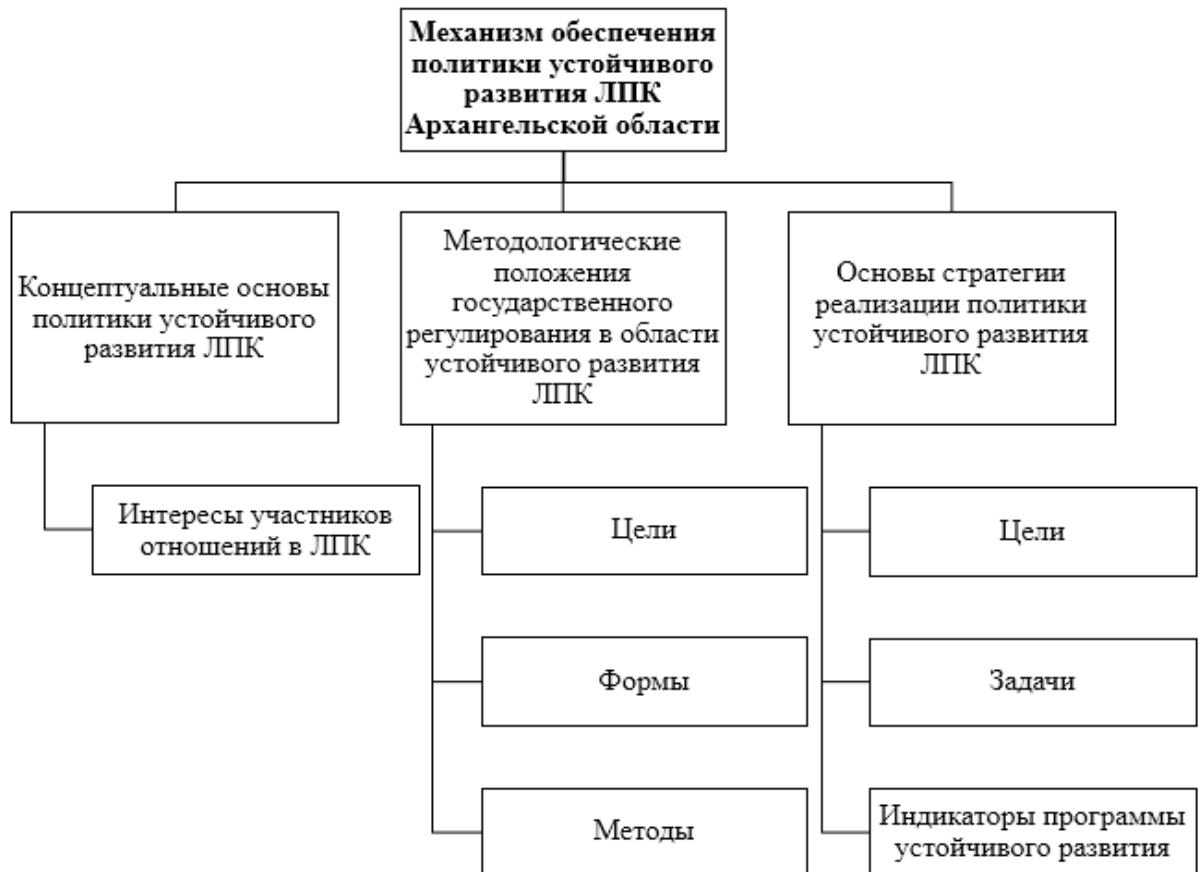 Механизм обеспечения
политики устойчивого
развития ЛПК
Архангельской области
Концептуальные основы
политики устойчивого
развития ЛПК
Методологические
положения
государственного
регулирования в области
устойчивого развития
ЛПК
Основы стратегии
реализации политики
устойчивого развития
ЛПК
Интересы участников
отношений в ЛПК
Цели
Формы
Методы
Цели
Задачи
Индикаторы программы
устойчивого развития